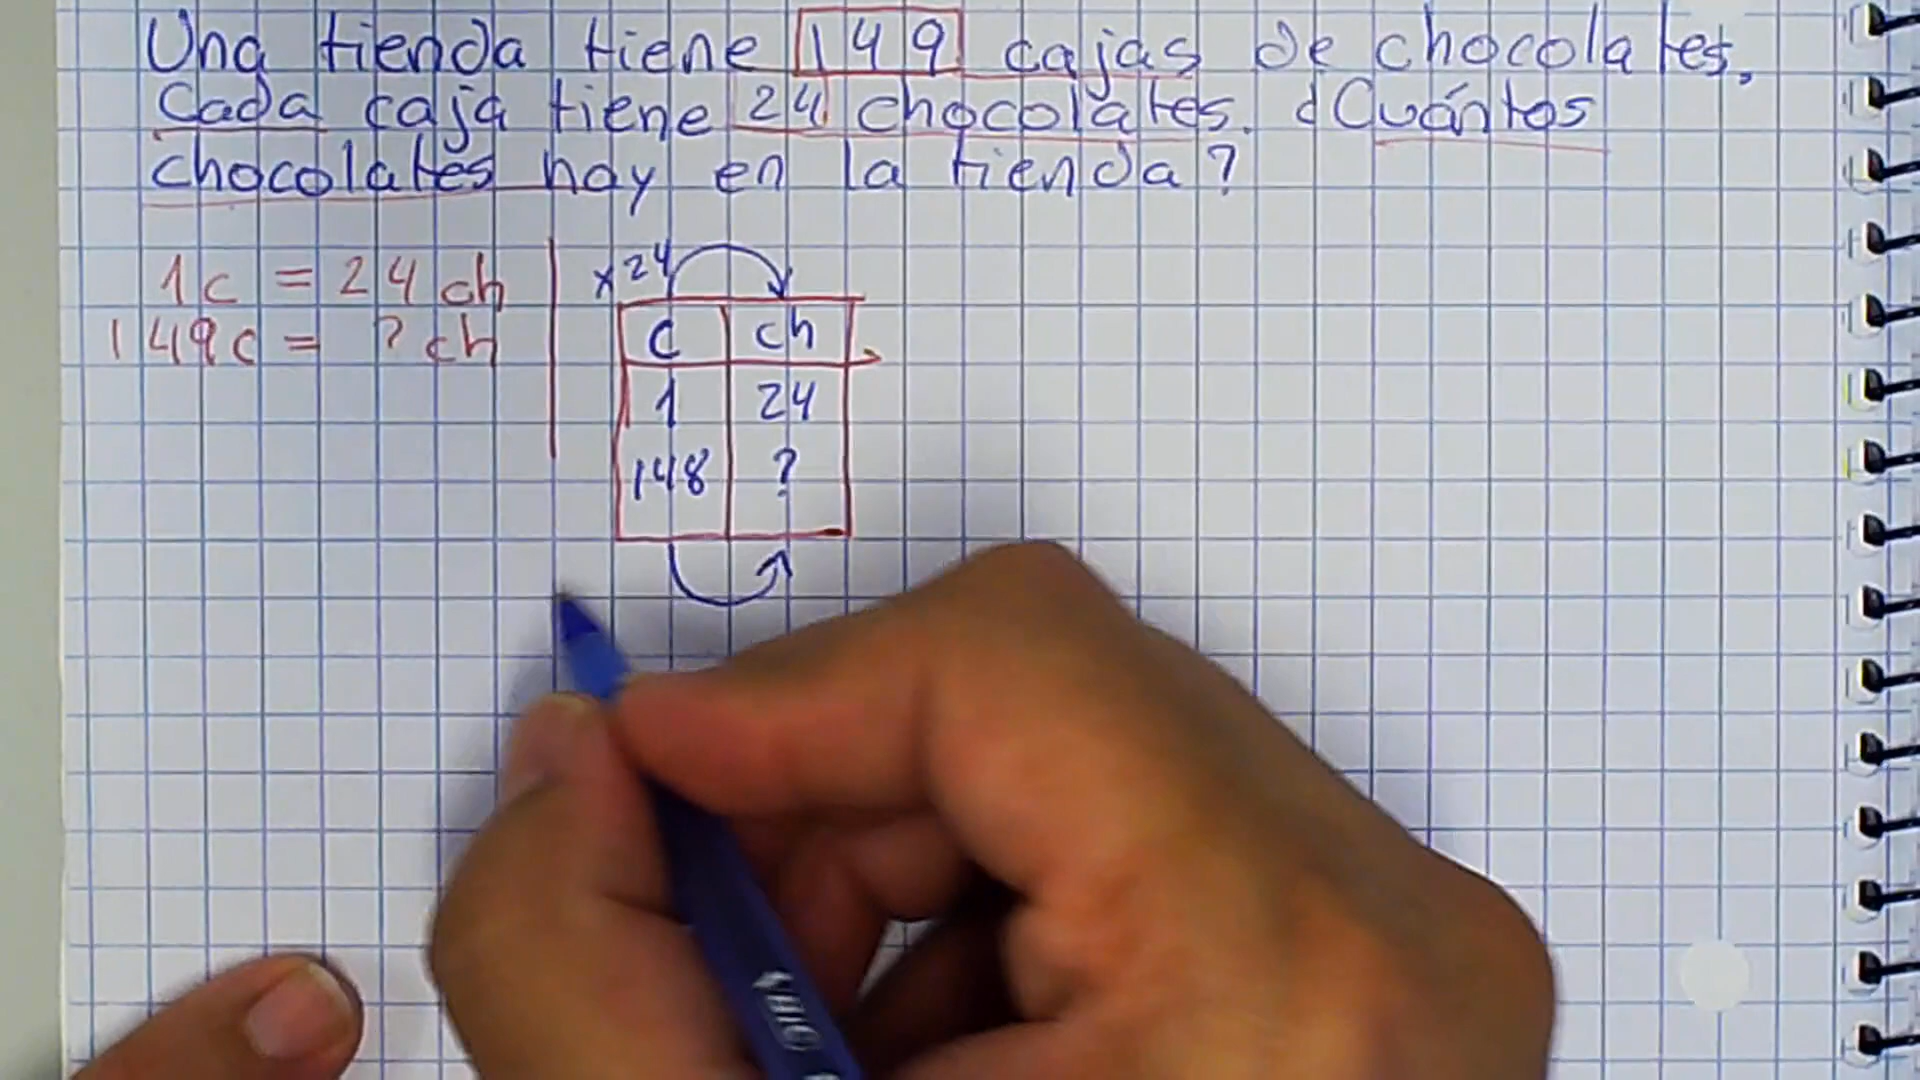 Una tienda tiene 149 cajas de chocolates.
Cada caja tiene 24 chocolates. ¿Cuántos
chocolates hay en la tienda?
1c = 24 ch
149c = ? ch
x24
c ch
1 24
148 ?
BIC